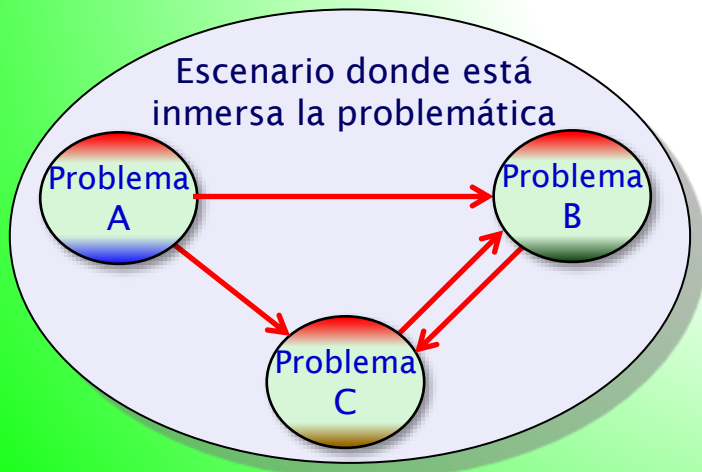 Escenario donde está
inmersa la problemática
Problema
A
Problema
B
Problema
C